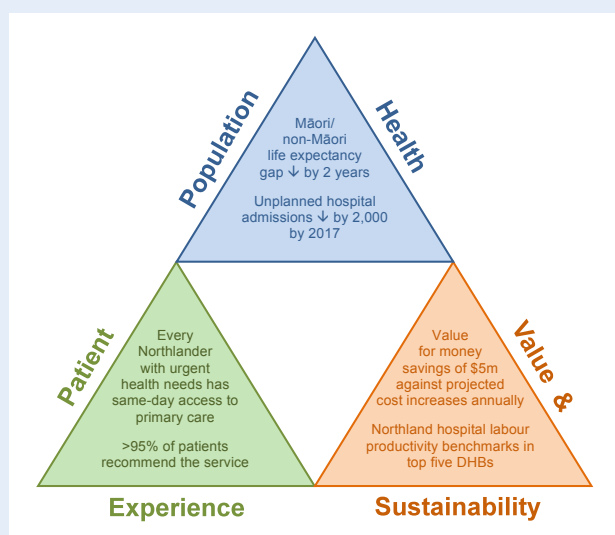 Population
Health
Māori/
non-Māori
life expectancy
gap ↓ by 2 years
Unplanned hospital
admissions ↓ by 2,000
by 2017
Patient
Every
Northlander
with urgent
health needs has
same-day access to
primary care
>95% of patients
recommend the service
Experience
Value &
Value
for money
savings of $5m
against projected
cost increases annually
Northland hospital labour
productivity benchmarks in
top five DHBs
Sustainability